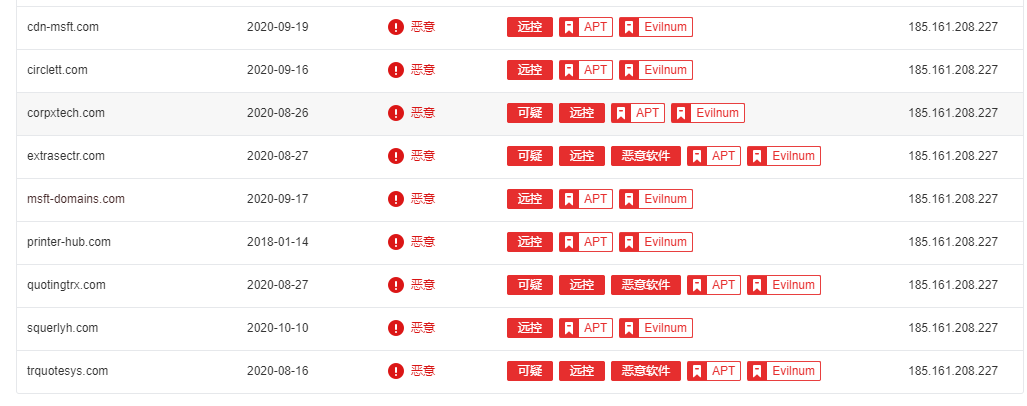 cdn-msft.com 2020-09-19 恶意 远控 APT Evilnum 185.161.208.227
circlett.com 2020-09-16 恶意 远控 APT Evilnum 185.161.208.227
corpxtech.com 2020-08-26 恶意 可疑 远控 APT Evilnum 185.161.208.227
extrasectr.com 2020-08-27 恶意 可疑 远控 恶意软件 APT Evilnum 185.161.208.227
msft-domains.com 2020-09-17 恶意 远控 APT Evilnum 185.161.208.227
printer-hub.com 2018-01-14 恶意 远控 APT Evilnum 185.161.208.227
quotingtrx.com 2020-08-27 恶意 可疑 远控 恶意软件 APT Evilnum 185.161.208.227
squerlyh.com 2020-10-10 恶意 远控 APT Evilnum 185.161.208.227
trquotesys.com 2020-08-16 恶意 可疑 远控 恶意软件 APT Evilnum 185.161.208.227